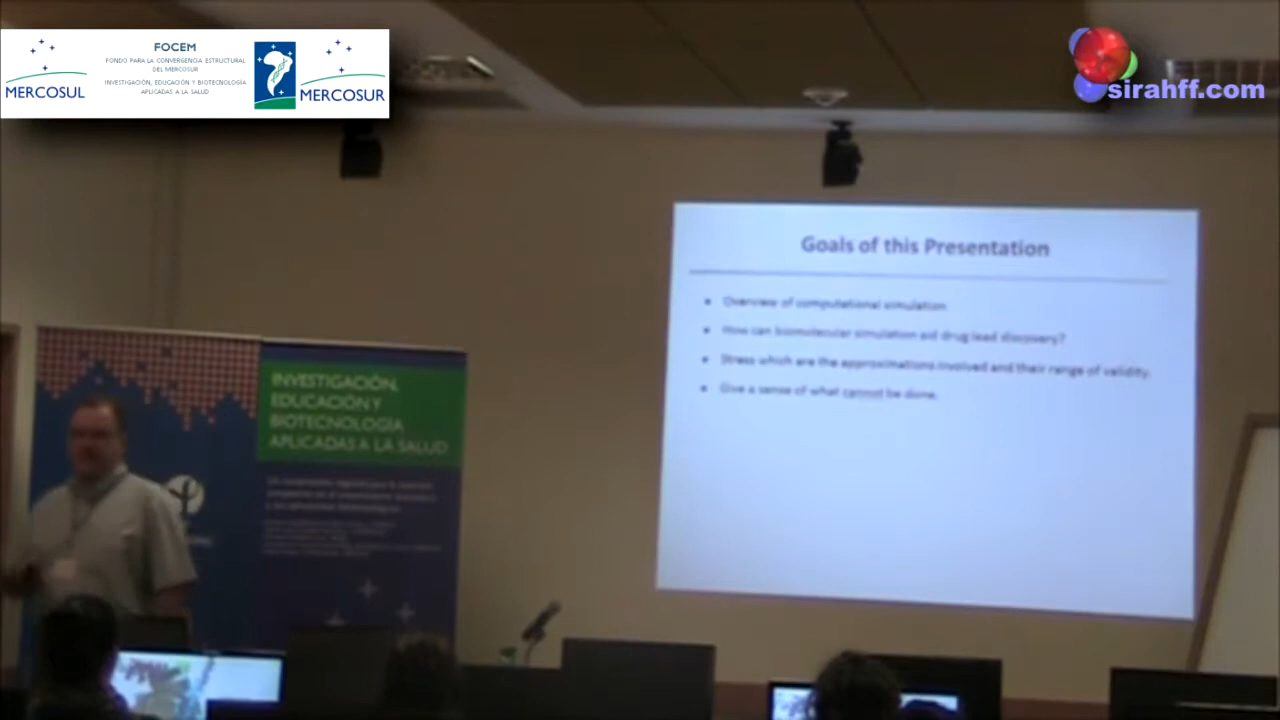 FOCEM
FONDO PARA LA CONVERGENCIA ESTRUCTURAL
DEL MERCOSUR
INVESTIGACIÓN, EDUCACIÓN Y BIOTECNOLOGÍA
APLICADAS A LA SALUD
MERCOSUL
MERCOSUR
sirahff.com
Goals of this Presentation
Overview of computational simulation
How can biomolecular simulation aid drug lead discovery?
Stress which are the approximations involved and their range of validity.
Give a sense of what cannot be done.
INVESTIGACIÓN,
EDUCACIÓN Y
BIOTECNOLOGÍA
APLICADAS A LA SALUD